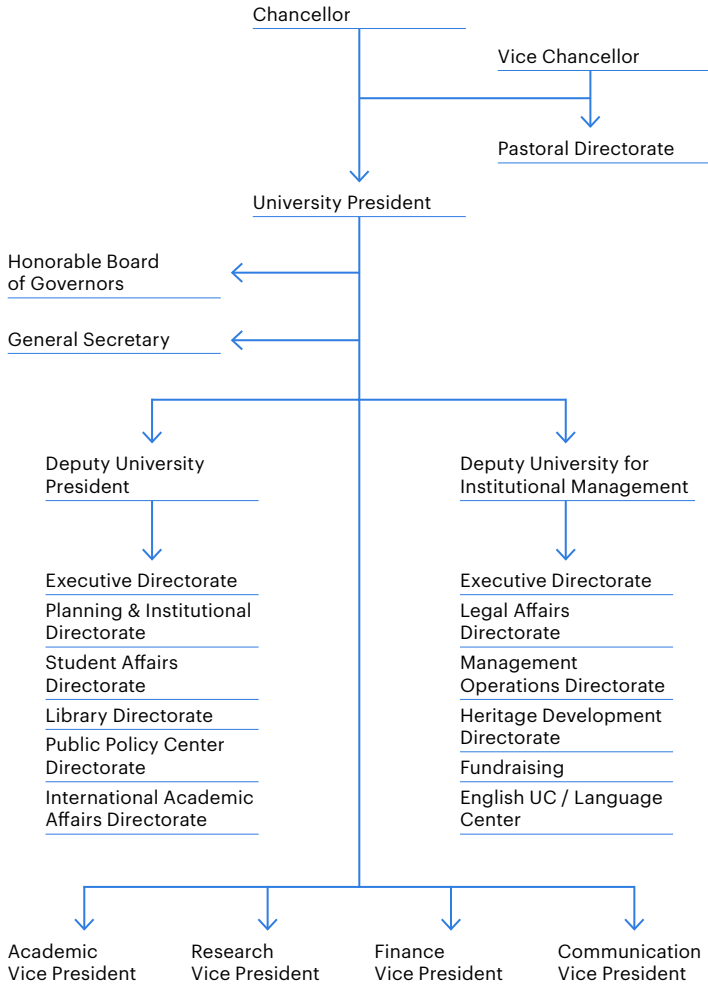 Chancellor
Vice Chancellor
Pastoral Directorate
University President
Honorable Board
of Governors
General Secretary
Deputy University
President
Deputy University for
Institutional Management
Executive Directorate
Planning & Institutional
Directorate
Student Affairs
Directorate
Library Directorate
Public Policy Center
Directorate
International Academic
Affairs Directorate
Executive Directorate
Legal Affairs
Directorate
Management
Operations Directorate
Heritage Development
Directorate
Fundraising
English UC / Language
Center
Academic
Vice President
Research
Vice President
Finance
Vice President
Communication
Vice President